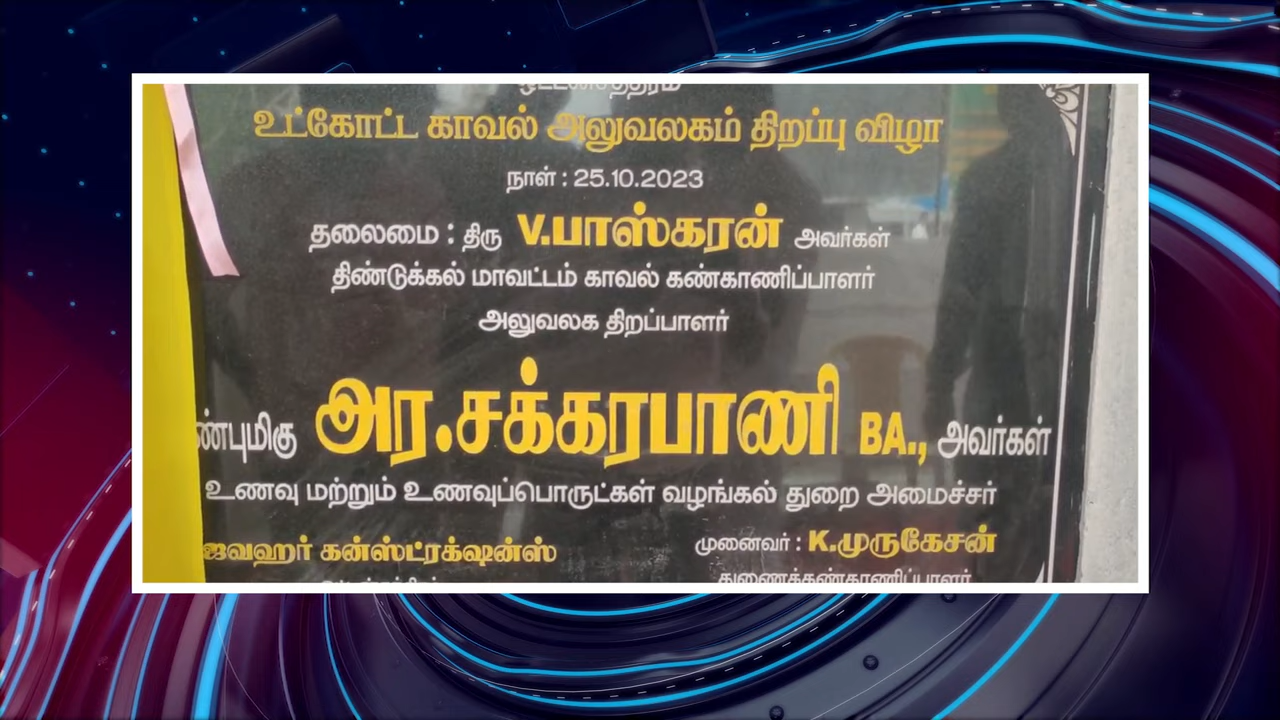 உட்கோட்ட காவல் அலுவலகம் திறப்பு விழா
நாள் : 25.10.2023
தலைமை : திரு V.பாஸ்கரன் அவர்கள்
திண்டுக்கல் மாவட்டம் காவல் கண்காணிப்பாளர்
அலுவலக திறப்பாளர்
ண்புமிகு அர.சக்கரபாணி BA., அவர்கள்
உணவு மற்றும் உணவுப்பொருட்கள் வழங்கல் துறை அமைச்சர்
ஜவஹர் கன்ஸ்ட்ரக்ஷன்ஸ்
முனைவர் : K.முருகேசன்
துணைக்கண்காணிப்பாளர்